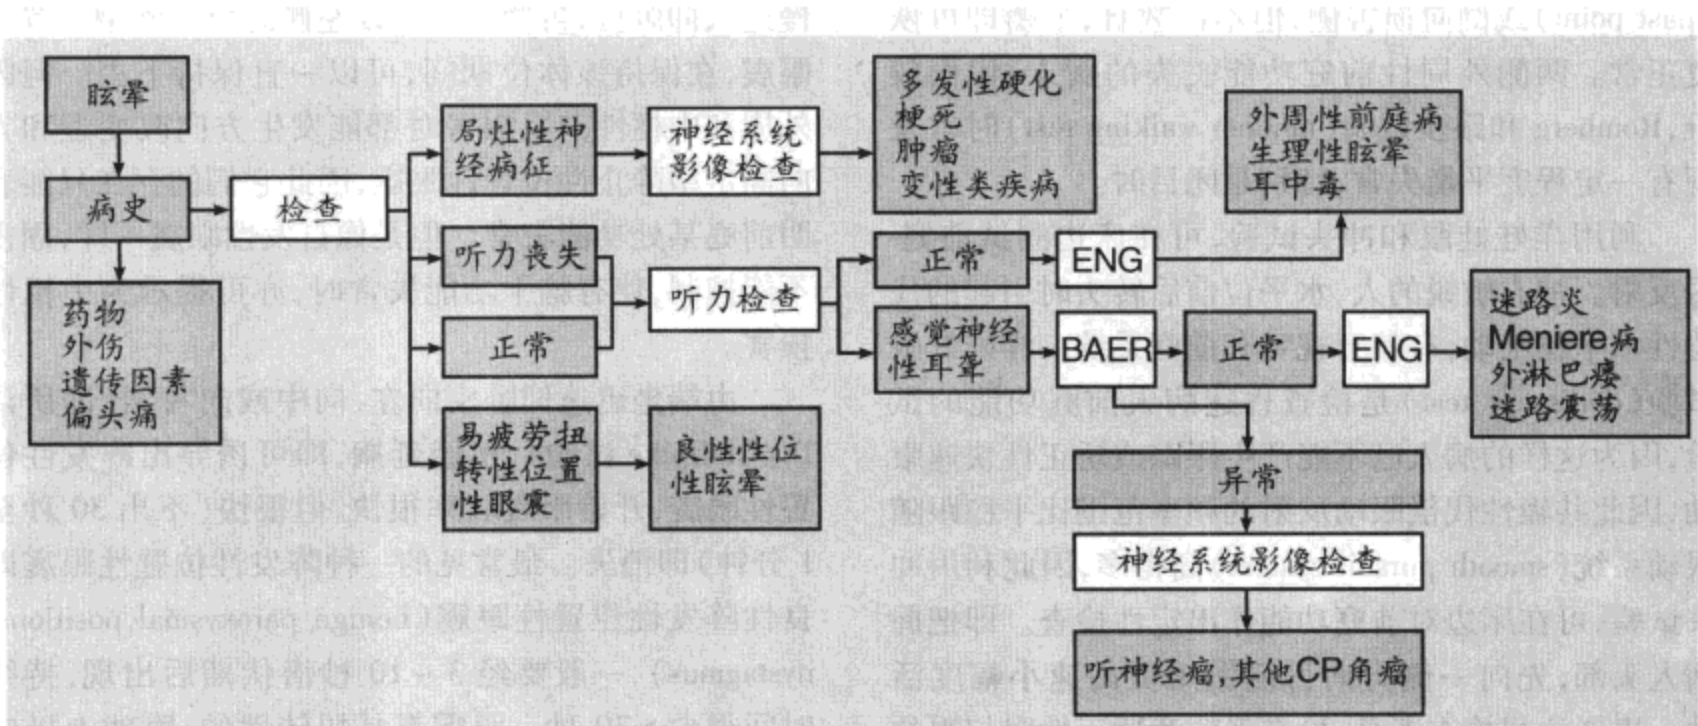 眩晕
病史
药物
外伤
遗传因素
偏头痛
检查
局灶性神
经病征
神经系统
影像检查
多发性硬化
梗死
肿瘤
变性类疾病
听力丧失
正常
听力检查
正常
ENG
外周性前庭病
生理性眩晕
耳中毒
感觉神经
性耳聋
BAER
正常
ENG
迷路炎
Meniere病
外淋巴瘘
迷路震荡
异常
神经系统影像检查
听神经瘤,其他CP角瘤
易疲劳扭
转性位置
性眼震
良性性位
性眩晕